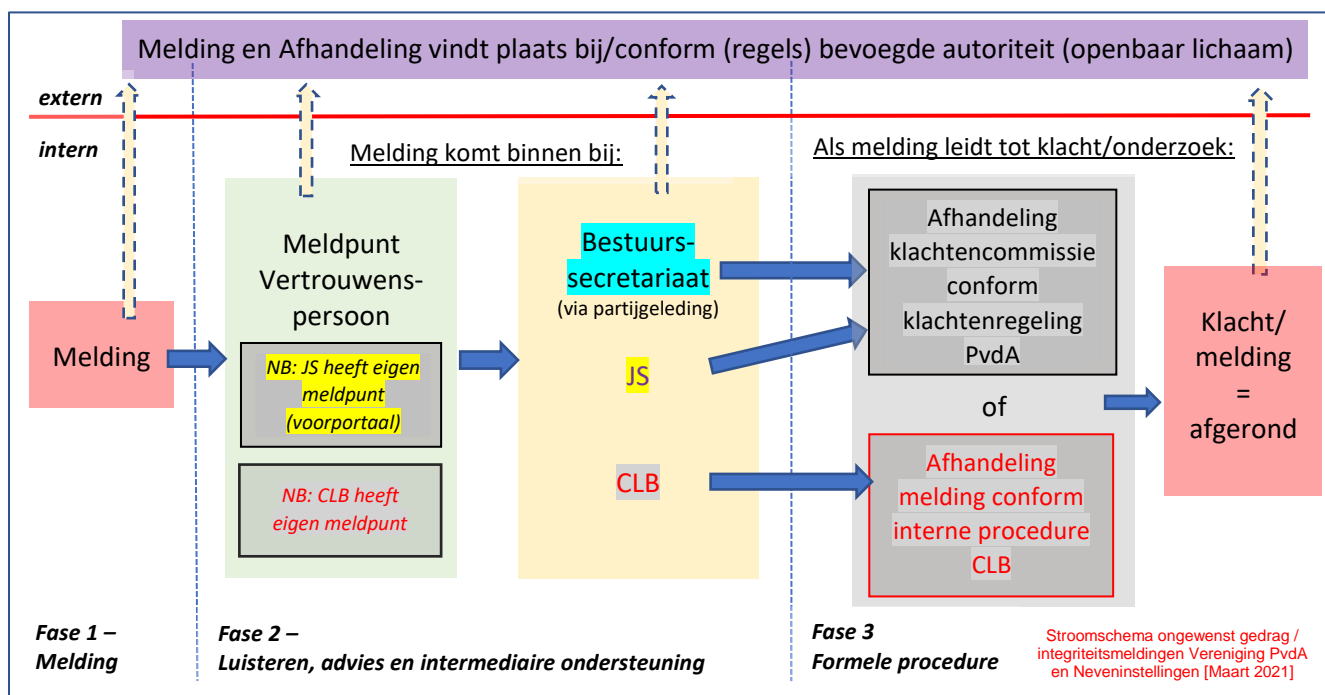 Melding en Afhandeling vindt plaats bij/conform (regels) bevoegde autoriteit (openbaar lichaam)
extern
intern
Melding komt binnen bij:
Als melding leidt tot klacht/onderzoek:
Melding
Meldpunt
Vertrouwens-
persoon
NB: JS heeft eigen
meldpunt
(voorportaal)
NB: CLB heeft
eigen meldpunt
Bestuurs-
secretariaat
(via partijgeleding)
JS
CLB
Afhandeling
klachtencommissie
conform
klachtenregeling
PvdA
of
Afhandeling
melding conform
interne procedure
CLB
Klacht/
melding
=
afgerond
Fase 1 –
Melding
Fase 2 –
Luisteren, advies en intermediaire ondersteuning
Fase 3
Formele procedure
Stroomschema ongewenst gedrag /
integriteitsmeldingen Vereniging PvdA
en Neveninstellingen [Maart 2021]